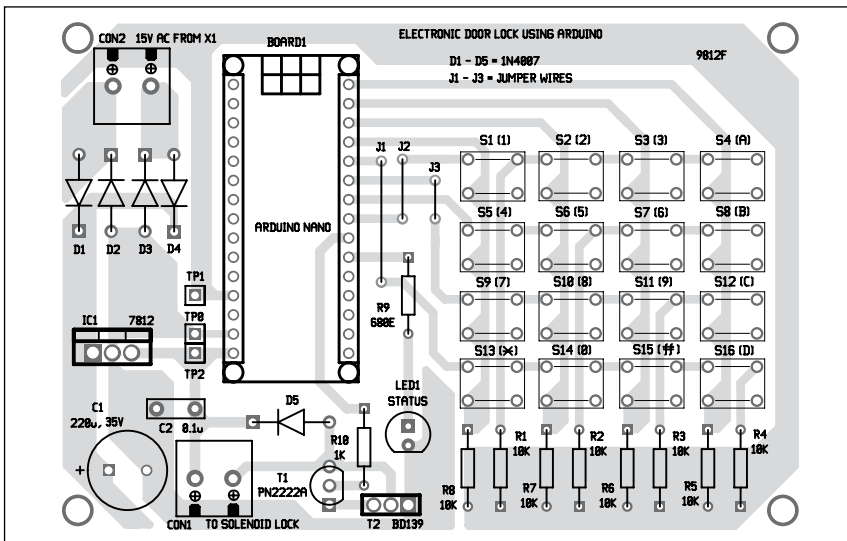 CON2 15V AC FROM X1
BOARD1
ELECTRONIC DOOR LOCK USING ARDUINO
9812F
D1 - D5 = 1N4007
J1 - J3 = JUMPER WIRES
S1 (1) S2 (2) S3 (3) S4 (A)
J1 J2
J3
S5 (4) S6 (5) S7 (6) S8 (B)
ARDUINO NANO
D1 D2 D3 D4
TP1
S9 (7) S10 (8) S11 (9) S12 (C)
R9
680E
IC1 7812
TP0
TP2
S13 (*) S14 (0) S15 (#) S16 (D)
LED1
STATUS
D5
C1
220u, 35V
C2 0.1u
R10
1K
R1
10K
R2
10K
R3
10K
R4
10K
+
T1
PN2222A
R8
10K
R7
10K
R6
10K
R5
10K
CON1 TO SOLENOID LOCK
T2 BD139